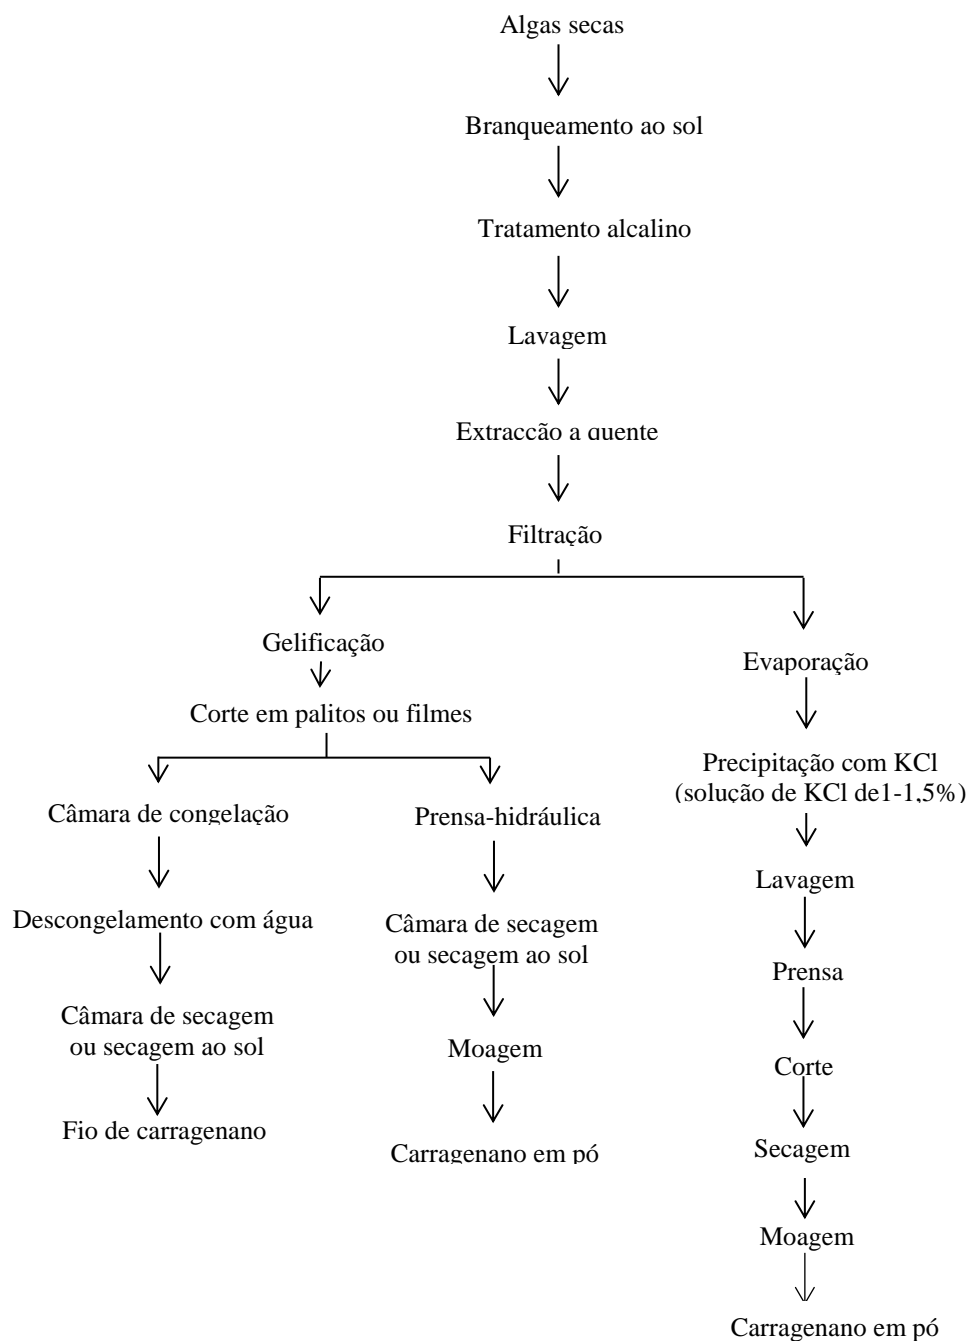 Algas secas
Branqueamento ao sol
Tratamento alcalino
Lavagem
Extracção a quente
Filtração
Gelificação
Corte em palitos ou filmes
Câmara de congelação
Descongelamento com água
Câmara de secagem
ou secagem ao sol
Fio de carragenano
Prensa-hidráulica
Câmara de secagem
ou secagem ao sol
Moagem
Carragenano em pó
Evaporação
Precipitação com KCl
(solução de KCl de1-1,5%)
Lavagem
Prensa
Corte
Secagem
Moagem
Carragenano em pó